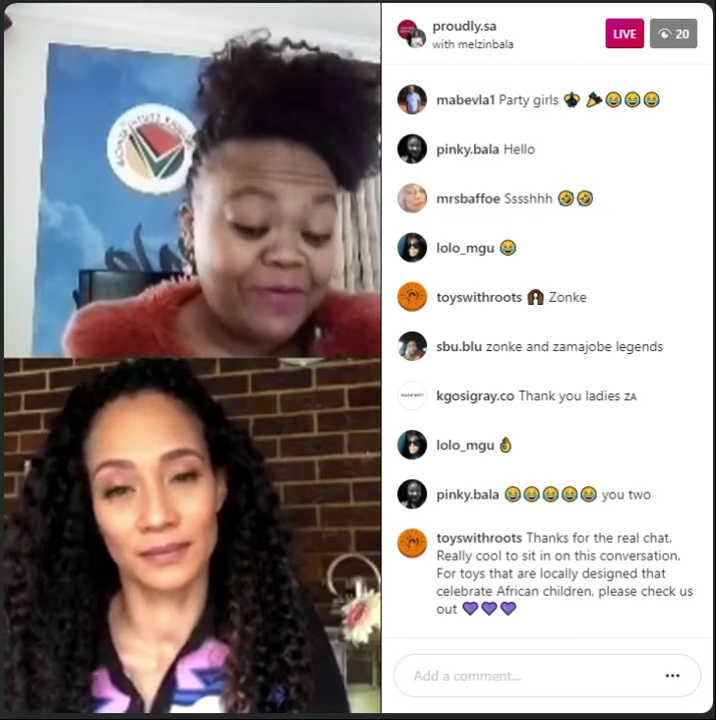 proudly.sa
with melzinbala
LIVE
20
mabevla1 Party girls 🎉😂😂😂
pinky.bala Hello
mrsbaffoe Sssshhh 🤣🤣
lolo_mgu 😂
toyswithroots Zonke
sbu.blu zonke and zamajobe legends
kgosigray.co Thank you ladies ZA
lolo_mgu 👌
pinky.bala 😂😂😂😂😂 you two
toyswithroots Thanks for the real chat.
Really cool to sit in on this conversation.
For toys that are locally designed that
celebrate African children, please check us
out 💜💜💜
Add a comment...